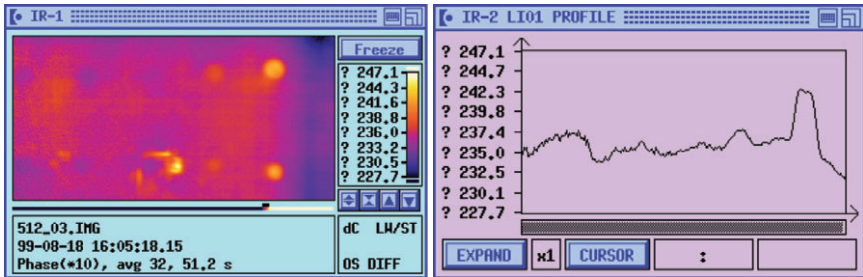 IR-1
Freeze
? 247.1
? 244.3
? 241.6
? 238.8
? 236.0
? 233.2
? 230.5
? 227.7
512_03.IMG
99-08-18 16:05:18.15
Phase(*10), avg 32, 51.2 s
dC LW/ST
OS DIFF
IR-2 LI01 PROFILE
? 247.1
? 244.7
? 242.3
? 239.8
? 237.4
? 235.0
? 232.5
? 230.1
? 227.7
EXPAND x1 CURSOR :